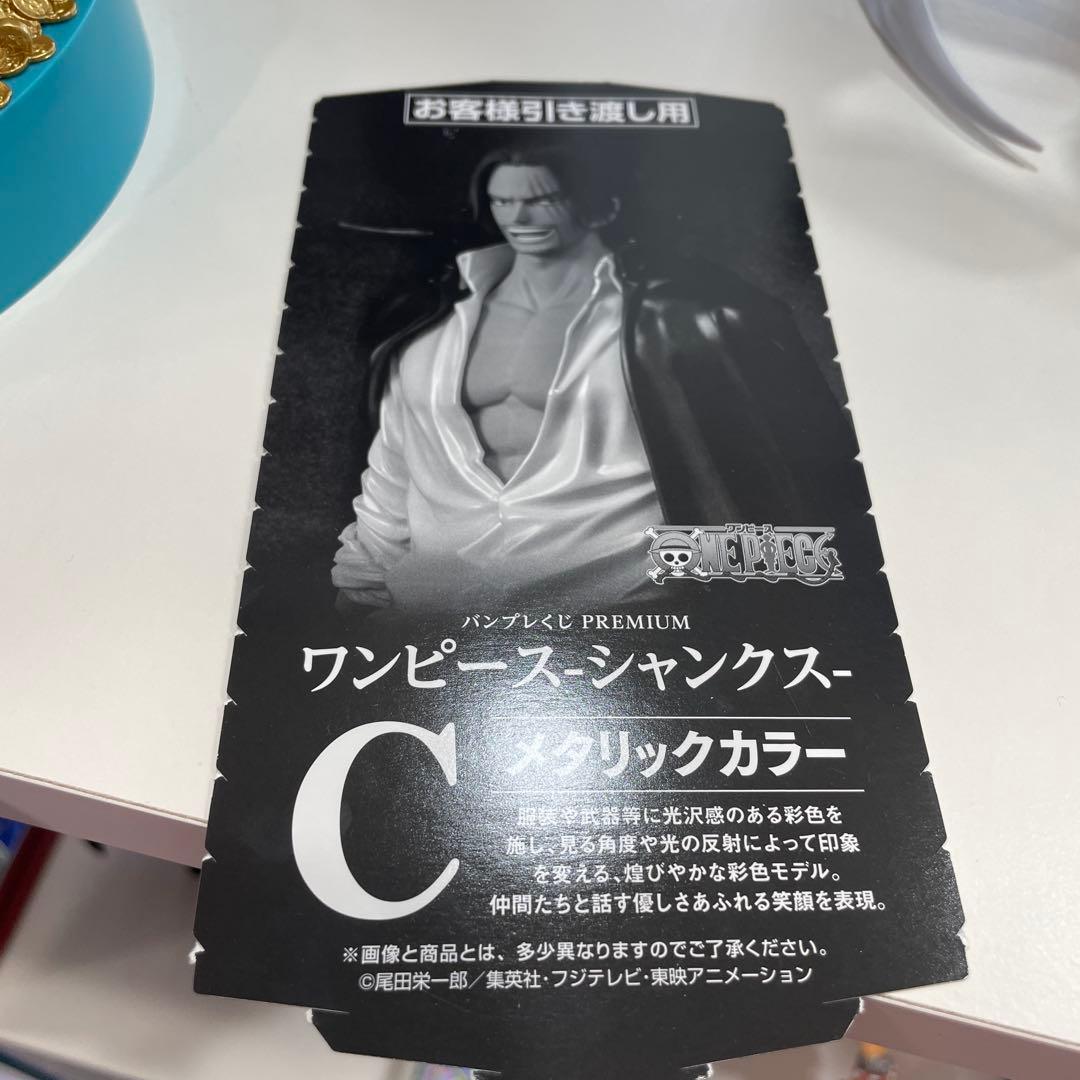 お客様引き渡し用
ワンピース
ONE PIECE
バンプレくじ PREMIUM
ワンピース-シャンクス-
C
メタリックカラー
服装や武器等に光沢感のある彩色を
施し、見る角度や光の反射によって印象
を変える、煌びやかな彩色モデル。
仲間たちと話す優しさあふれる笑顔を表現。
※画像と商品とは、多少異なりますのでご了承ください。
©尾田栄一郎／集英社・フジテレビ・東映アニメーション